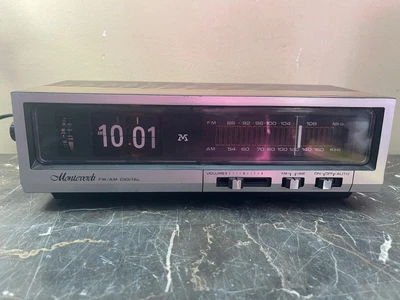 10 01
M
FM 88 92 96 100 104 108 MHz
AM 54 60 70 80 100 120 140 160 KHz
Monteverdi FM/AM DIGITAL
VOLUME